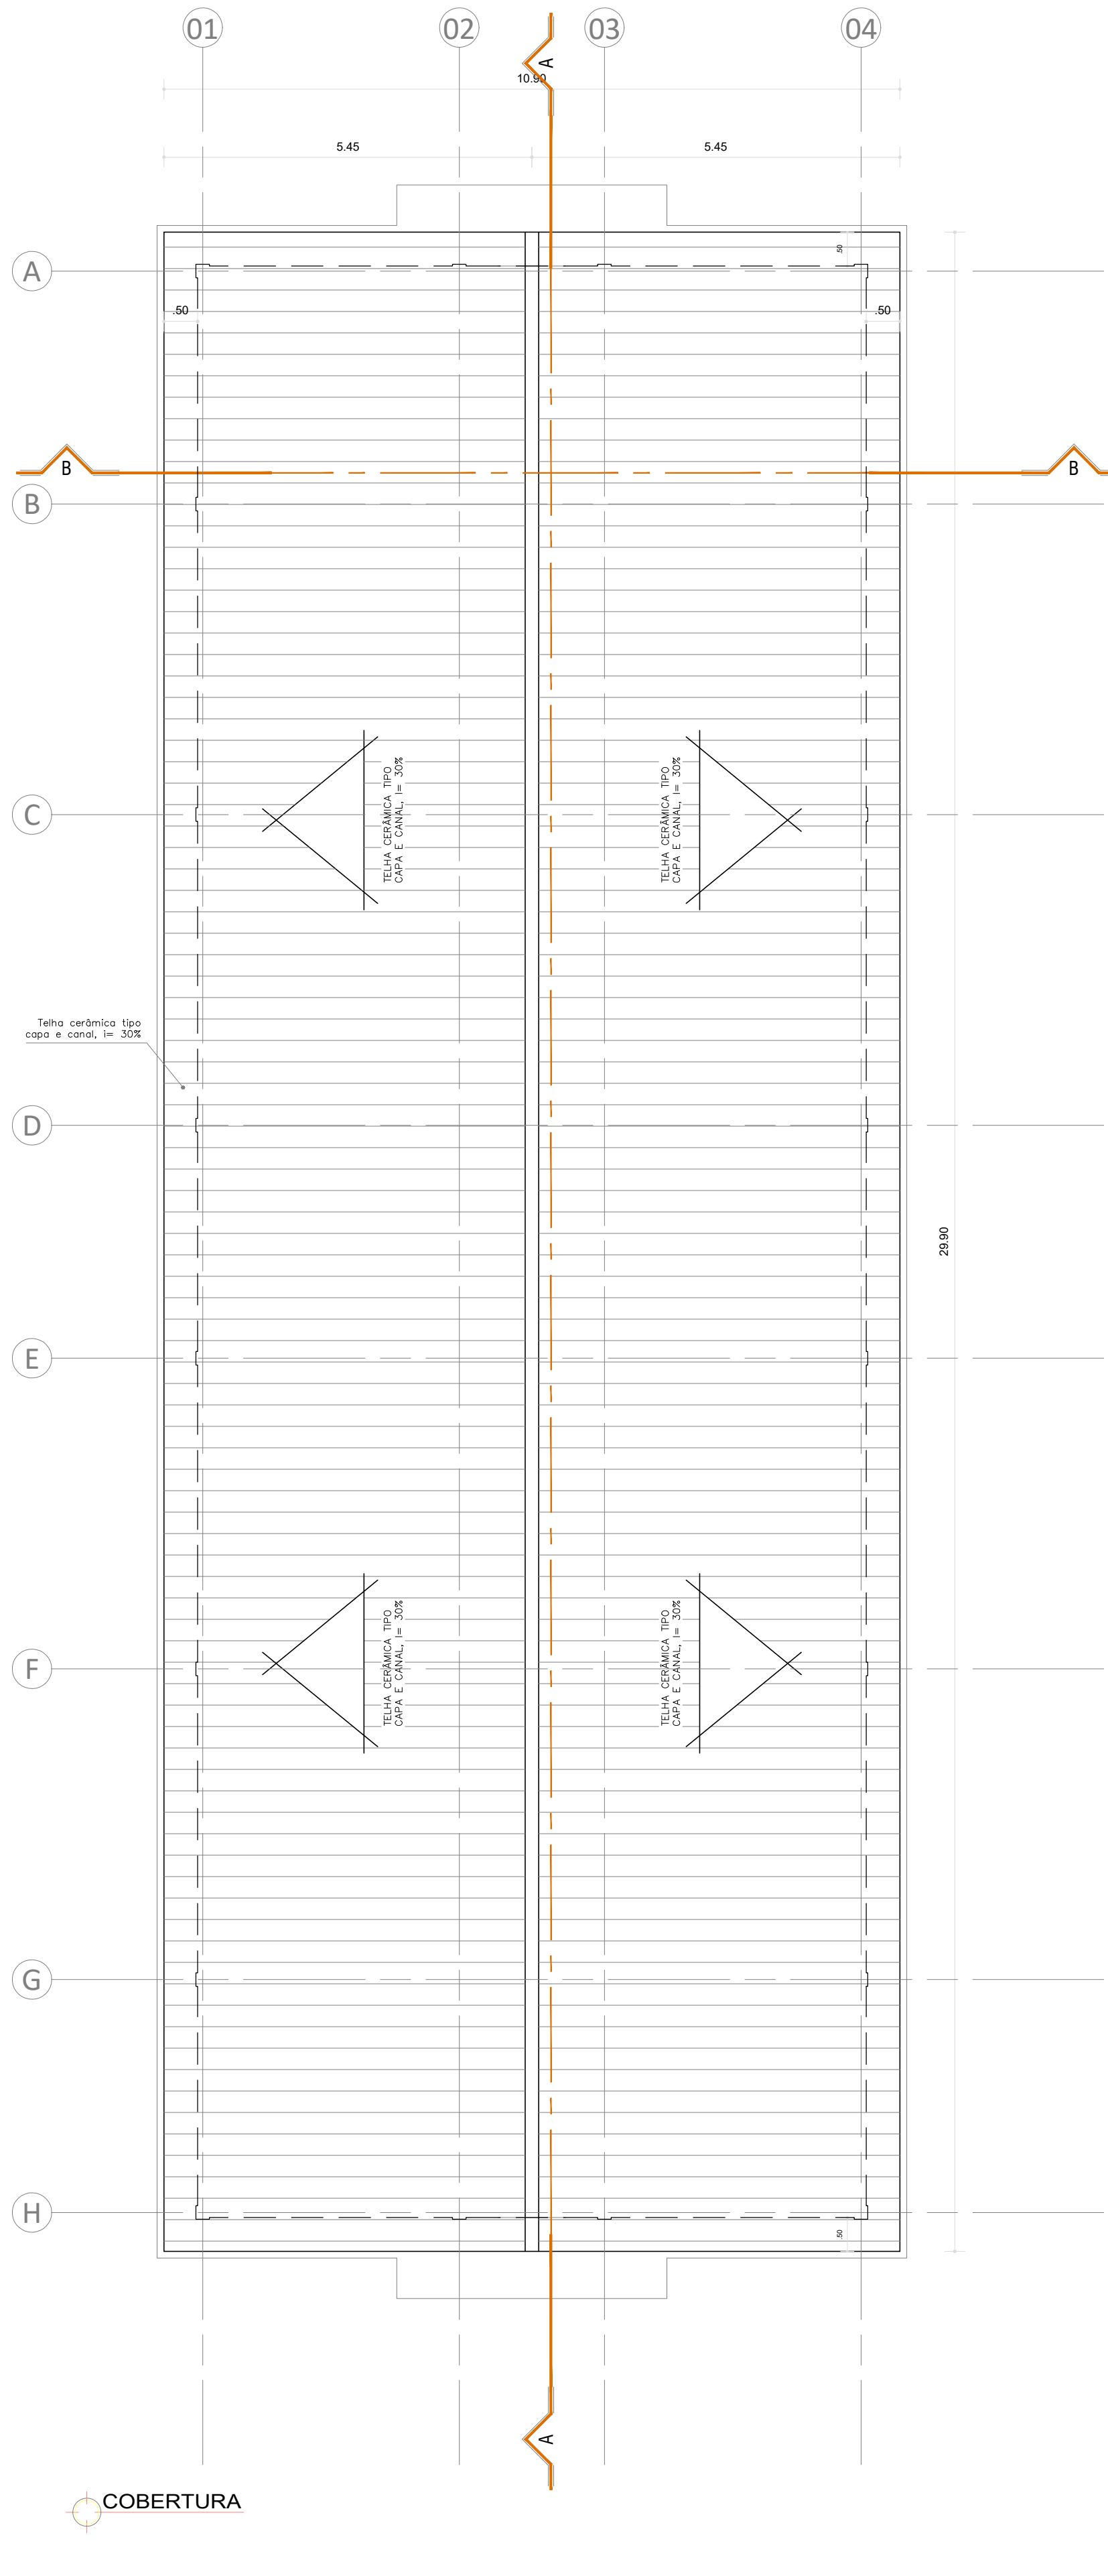 01
02
03
04
A
10.90
5.45
5.45
.50
A
.50
.50
B
B
B
TELHA CERÂMICA TIPO
CAPA E CANAL, I= 30%
TELHA CERÂMICA TIPO
CAPA E CANAL, I= 30%
C
Telha cerâmica tipo
capa e canal, i= 30%
D
29.90
E
TELHA CERÂMICA TIPO
CAPA E CANAL, I= 30%
TELHA CERÂMICA TIPO
CAPA E CANAL, I= 30%
F
G
H
.50
A
COBERTURA